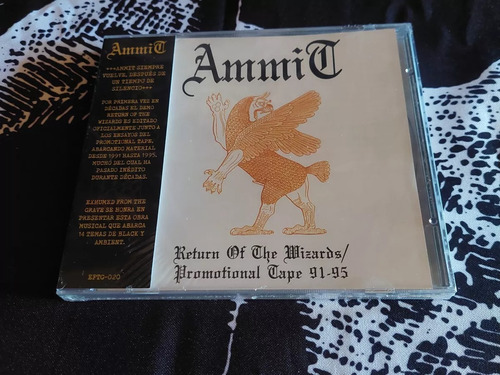 AmmiT
+++AMMIT SIEMPRE
VUELVE, DESPUÉS DE
UN TIEMPO DE
SILENCIO+++
POR PRIMERA VEZ EN
DÉCADAS EL DEMO
RETURN OF THE
WIZARDS ES EDITADO
OFICIALMENTE JUNTO A
LOS ENSAYOS DEL
PROMOTIONAL TAPE,
ABARCANDO MATERIAL
DESDE 1991 HASTA 1995,
MUCHO DEL CUAL HA
PASADO INÉDITO
DURANTE DÉCADAS.
EXHUMED FROM THE
GRAVE SE HONRA EN
PRESENTAR ESTA OBRA
MUSICAL QUE ABARCA
14 TEMAS DE BLACK Y
AMBIENT.
EFTG-020
AmmiT
Return Of The Wizards/
Promotional Tape 91-95